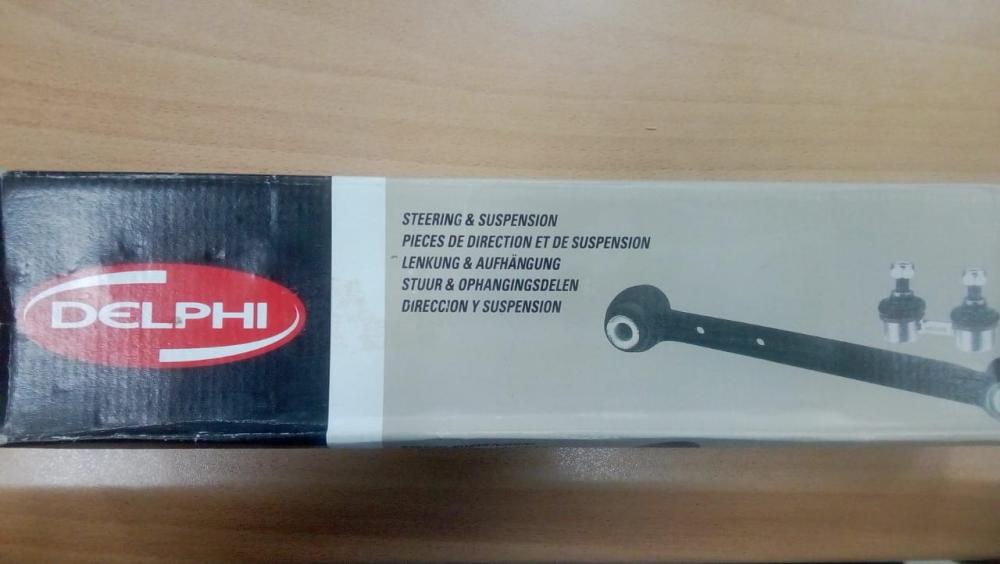 DELPHI
STEERING & SUSPENSION
PIECES DE DIRECTION ET DE SUSPENSION
LENKUNG & AUFHÄNGUNG
STUUR & OPHANGINGSDELEN
DIRECCION Y SUSPENSION